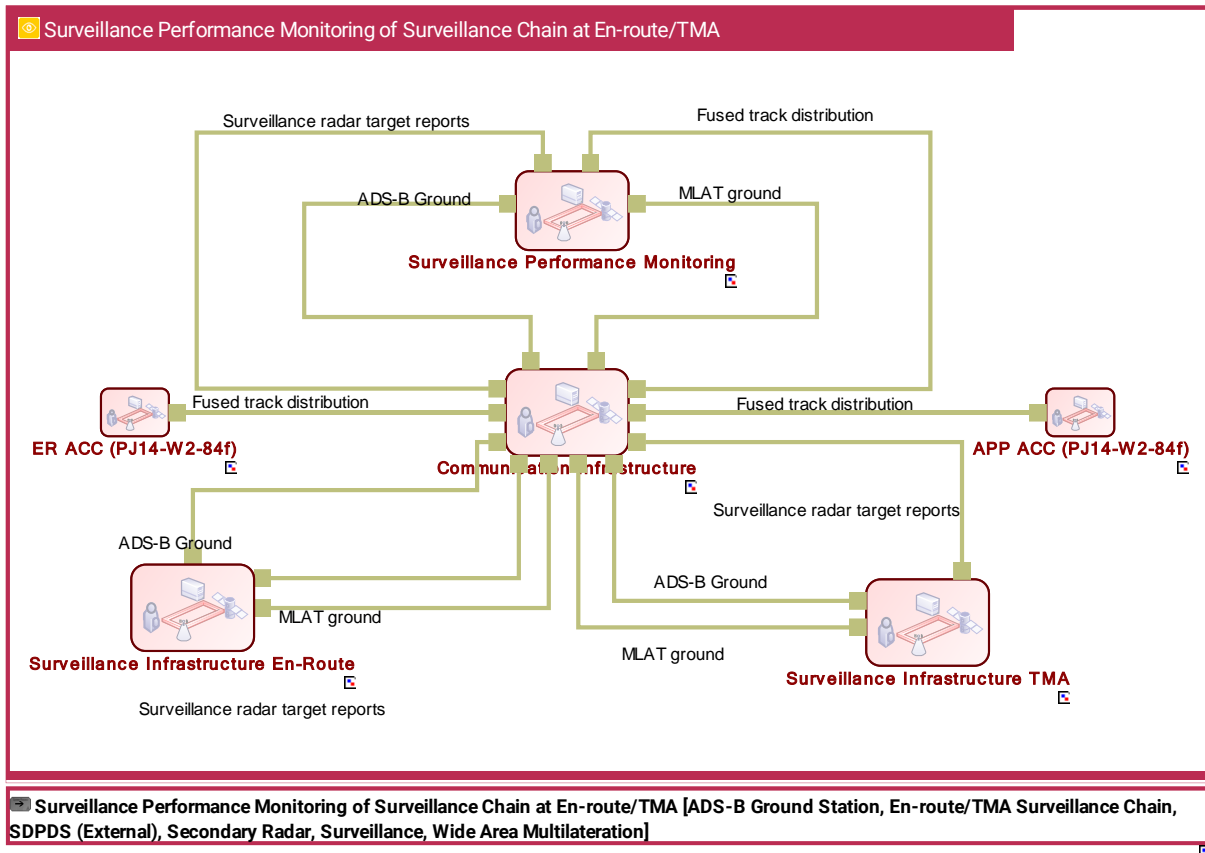 Surveillance Performance Monitoring of Surveillance Chain at En-route/TMA
Surveillance radar target reports
Fused track distribution
ADS-B Ground
MLAT ground
Surveillance Performance Monitoring
Fused track distribution
Fused track distribution
ER ACC (PJ14-W2-84f)
Communication Infrastructure
APP ACC (PJ14-W2-84f)
Surveillance radar target reports
ADS-B Ground
ADS-B Ground
MLAT ground
MLAT ground
Surveillance Infrastructure En-Route
Surveillance Infrastructure TMA
Surveillance radar target reports
Surveillance Performance Monitoring of Surveillance Chain at En-route/TMA [ADS-B Ground Station, En-route/TMA Surveillance Chain,
SDPDS (External), Secondary Radar, Surveillance, Wide Area Multilateration]